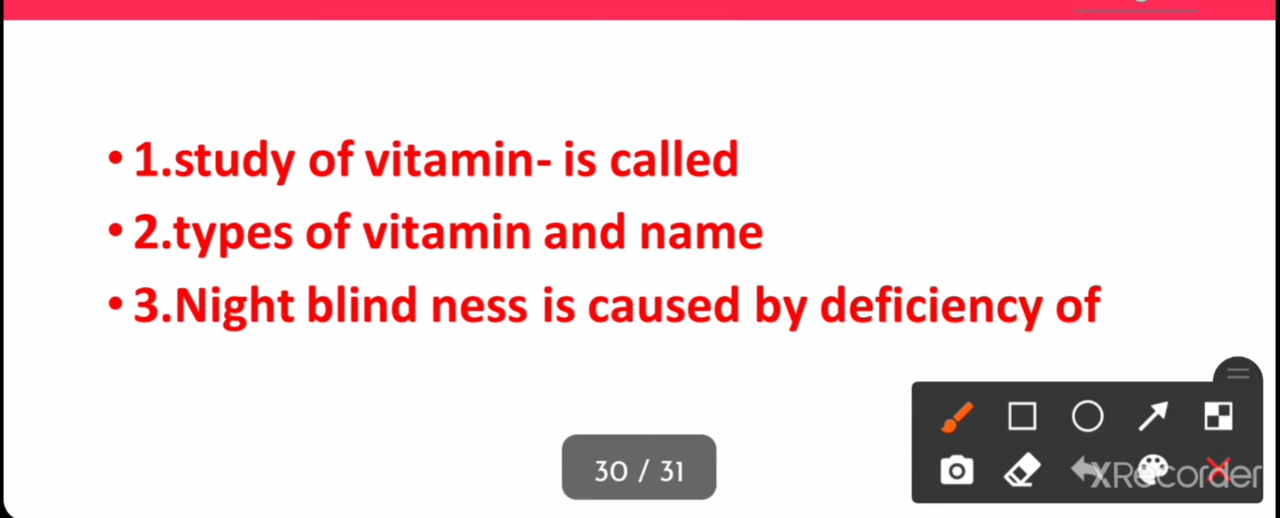 • 1.study of vitamin- is called
• 2.types of vitamin and name
• 3.Night blind ness is caused by deficiency of
30 / 31
XRecorder